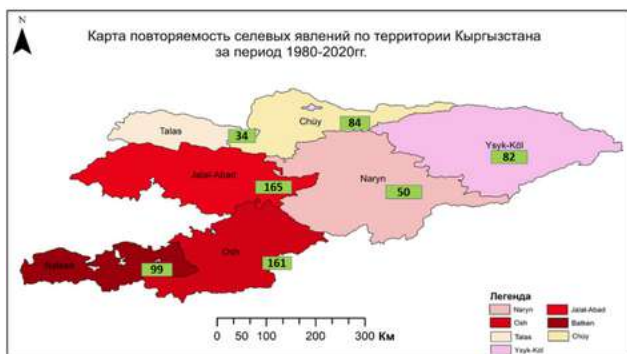 N
Карта повторяемость селевых явлений по территории Кыргызстана
за период 1980-2020гг.
Talas
34
Chüy
84
Ysyk-Köl
82
Jalal-Abad
165
Naryn
50
Osh
161
Batken
99
0 50 100 200 300 Км
Легенда
Naryn
Jalal-Abad
Osh
Batken
Talas
Chüy
Ysyk-Köl